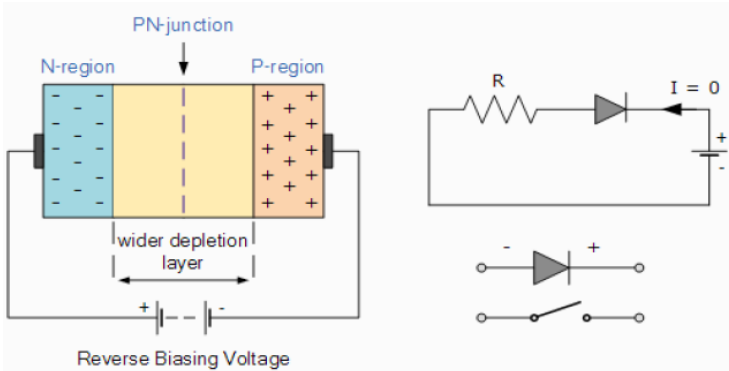 PN-junction
N-region
P-region
wider depletion
layer
+
-
Reverse Biasing Voltage
R
I = 0
+
-
-
+